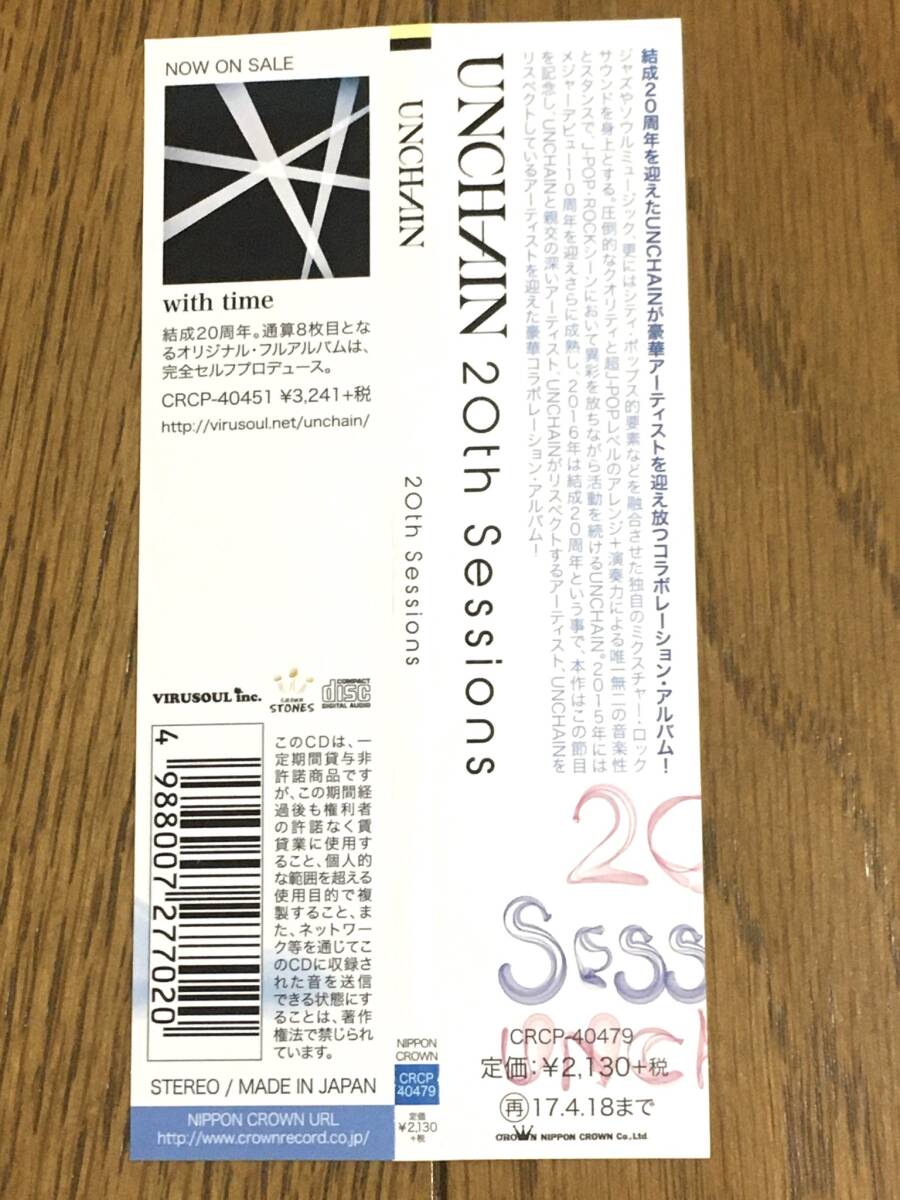 NOW ON SALE
with time
結成20周年。通算8枚目とな
るオリジナル・フルアルバムは、
完全セルフプロデュース。
CRCP-40451 ¥3,241+税
http://virusoul.net/unchain/
VIRUSOUL inc.
CROWN
STONES
COMPACT
disc
DIGITAL AUDIO
4 988007 277020
このCDは、一
定期間貸与非
許諾商品です
が、この期間経
過後も権利者
の許諾なく賃
貸業に使用す
ること、個人的
な範囲を超える
使用目的で複
製すること、ま
た、ネットワー
ク等を通じてこ
のCDに収録さ
れた音を送信
できる状態にす
ることは、著作
権法で禁じられ
ています。
STEREO / MADE IN JAPAN
NIPPON CROWN URL
http://www.crownrecord.co.jp/
UNCHAIN
20th Sessions
NIPPON
CROWN
CRCP
40479
定価
¥2,130
+税
UNCHAIN 20th Sessions
結成20周年を迎えたUNCHAINが豪華アーティストを迎え放つコラボレーション・アルバム!
ジャズやソウルミュージック、更にはシティ・ポップス的要素などを融合させた独自のミクスチャー・ロック
サウンドを身上とする。圧倒的なクオリティと超J-POPレベルのアレンジ+演奏力による唯一無二の音楽性
とスタンスで、J-POP・ROCKシーンにおいて異彩を放ちながら活動を続けるUNCHAIN。2015年には
メジャーデビュー10周年を迎えさらに成熟し、2016年は結成20周年という事で、本作はこの節目
を記念し、UNCHAINと親交の深いアーティスト、UNCHAINがリスペクトするアーティスト、UNCHAINを
リスペクトしているアーティストを迎えた豪華コラボレーション・アルバム!
20
Sess
UNCH
CRCP-40479
定価:¥2,130+税
再17.4.18まで
CROWN NIPPON CROWN Co.,Ltd.